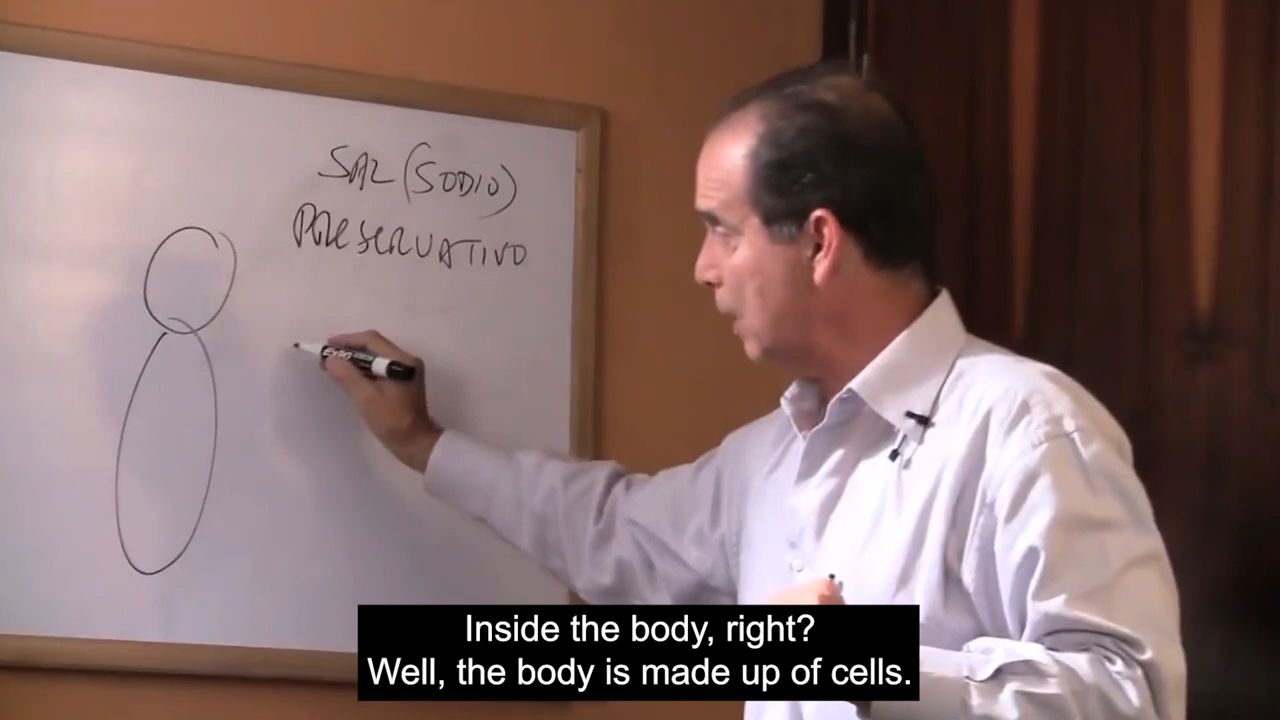 SAL (SODIO)
PRESERVATIVO
Inside the body, right?
Well, the body is made up of cells.